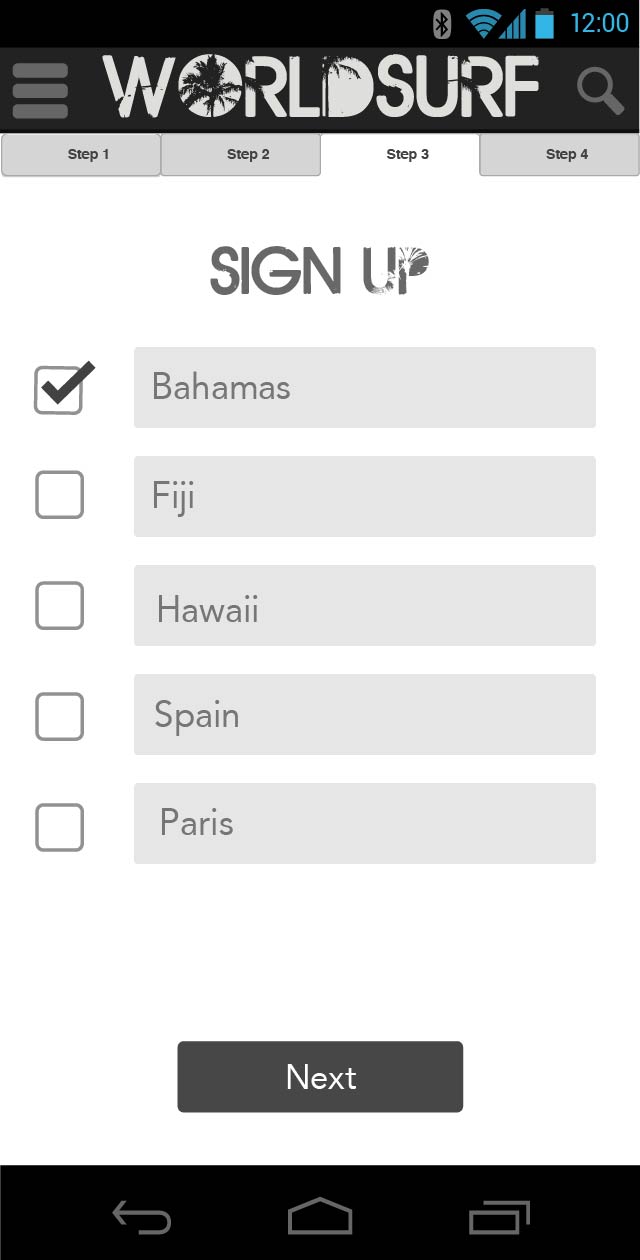 12:00
WORLDSURF
Step 1 Step 2 Step 3 Step 4
SIGN UP
Bahamas
Fiji
Hawaii
Spain
Paris
Next